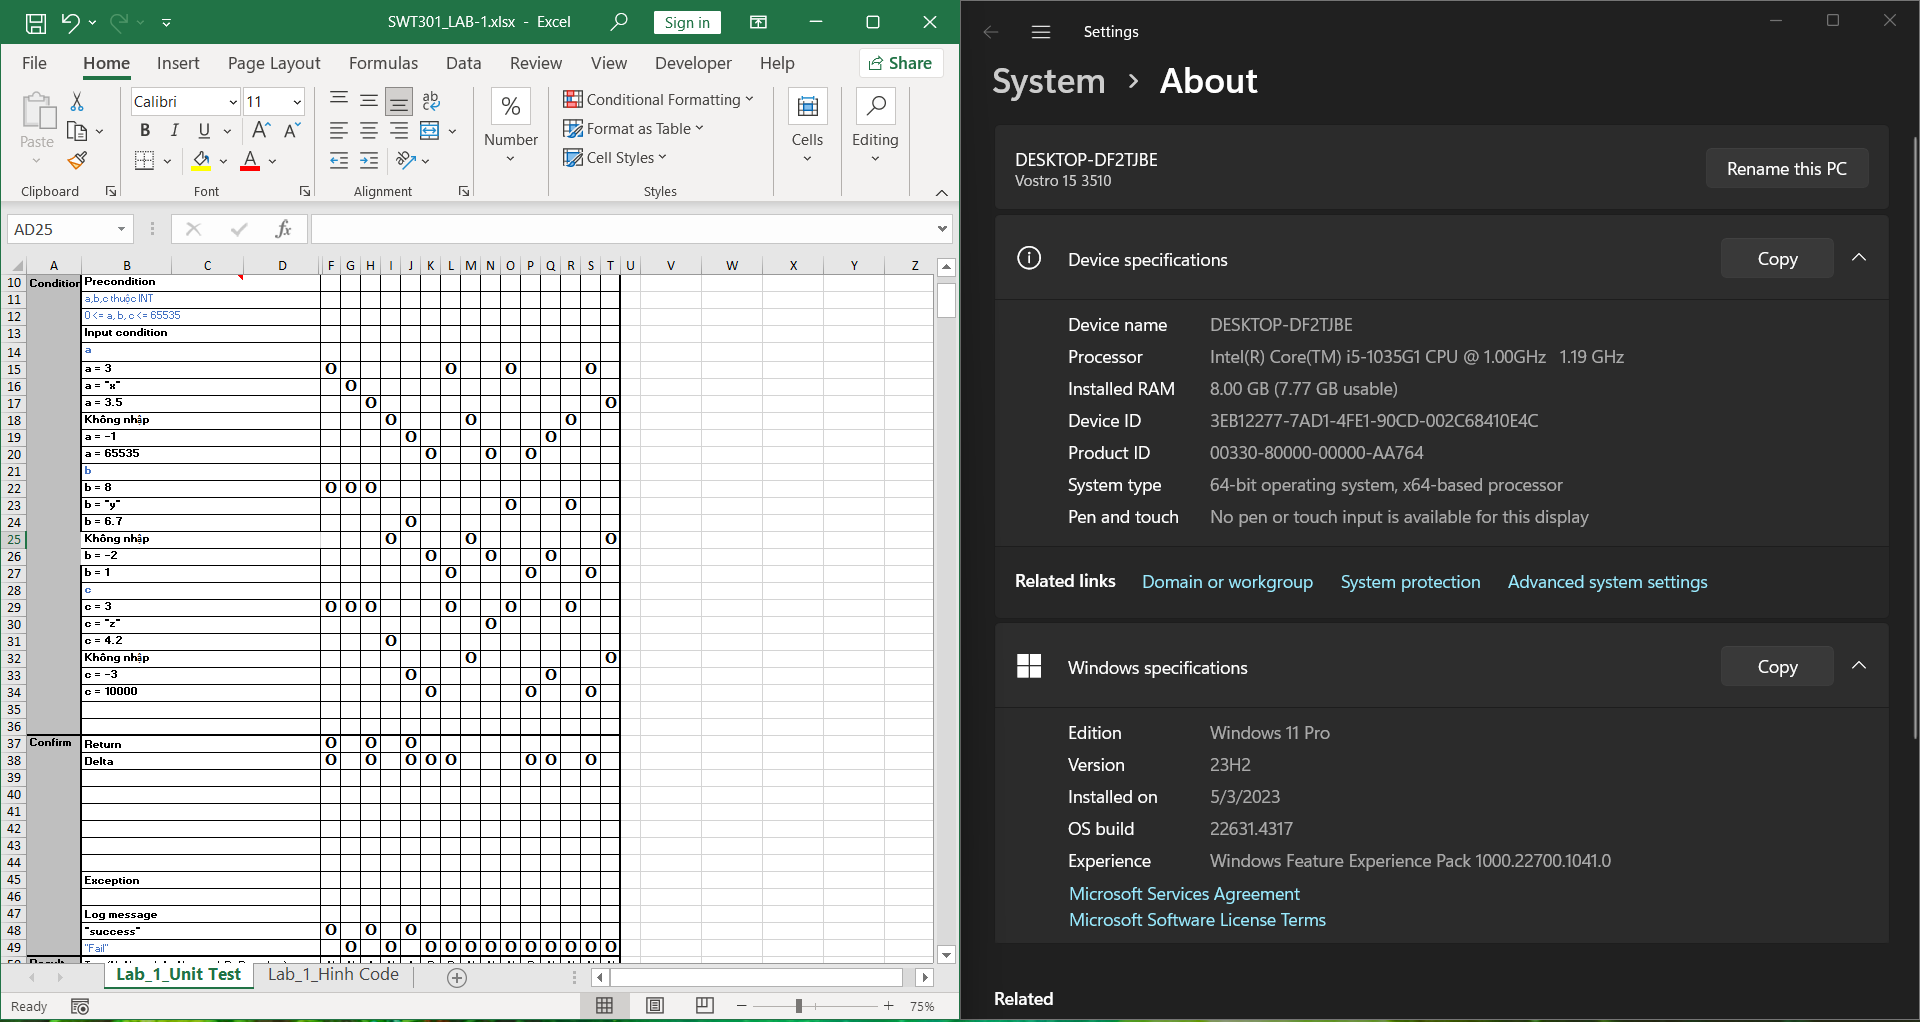 SWT301_LAB-1.xlsx - Excel
Sign in
File Home Insert Page Layout Formulas Data Review View Developer Help Share
Paste
Calibri 11
B I U A A
A
ab
%
Number
Conditional Formatting
Format as Table
Cell Styles
Cells
Editing
Clipboard Font Alignment Styles
AD25
fx
A B C D F G H I J K L M N O P Q R S T U V W X Y Z
10 Condition Precondition
11 a,b,c thuộc INT
12 0 <= a, b, c <= 65535
13 Input condition
14 a
15 a = 3 O O O O
16 a = "x" O
17 a = 3.5 O O
18 Không nhập O O O
19 a = -1 O O
20 a = 65535 O O O
21 b
22 b = 8 O O O
23 b = "y" O O
24 b = 6.7 O
25 Không nhập O O O
26 b = -2 O O O
27 b = 1 O O O
28 c
29 c = 3 O O O O O O
30 c = "z" O
31 c = 4.2 O
32 Không nhập O O
33 c = -3 O O
34 c = 10000 O O O
35
36
37 Confirm Return O O O
38 Delta O O O O O O O O
39
40
41
42
43
44
45 Exception
46
47 Log message
48 "success" O O O
49 "Fail" O O O O O O O O O O O O
Lab_1_Unit Test Lab_1_Hinh Code
Ready
75%
Settings
System > About
DESKTOP-DF2TJBE
Vostro 15 3510
Rename this PC
Device specifications
Copy
Device name DESKTOP-DF2TJBE
Processor Intel(R) Core(TM) i5-1035G1 CPU @ 1.00GHz 1.19 GHz
Installed RAM 8.00 GB (7.77 GB usable)
Device ID 3EB12277-7AD1-4FE1-90CD-002C68410E4C
Product ID 00330-80000-00000-AA764
System type 64-bit operating system, x64-based processor
Pen and touch No pen or touch input is available for this display
Related links Domain or workgroup System protection Advanced system settings
Windows specifications
Copy
Edition Windows 11 Pro
Version 23H2
Installed on 5/3/2023
OS build 22631.4317
Experience Windows Feature Experience Pack 1000.22700.1041.0
Microsoft Services Agreement
Microsoft Software License Terms
Related